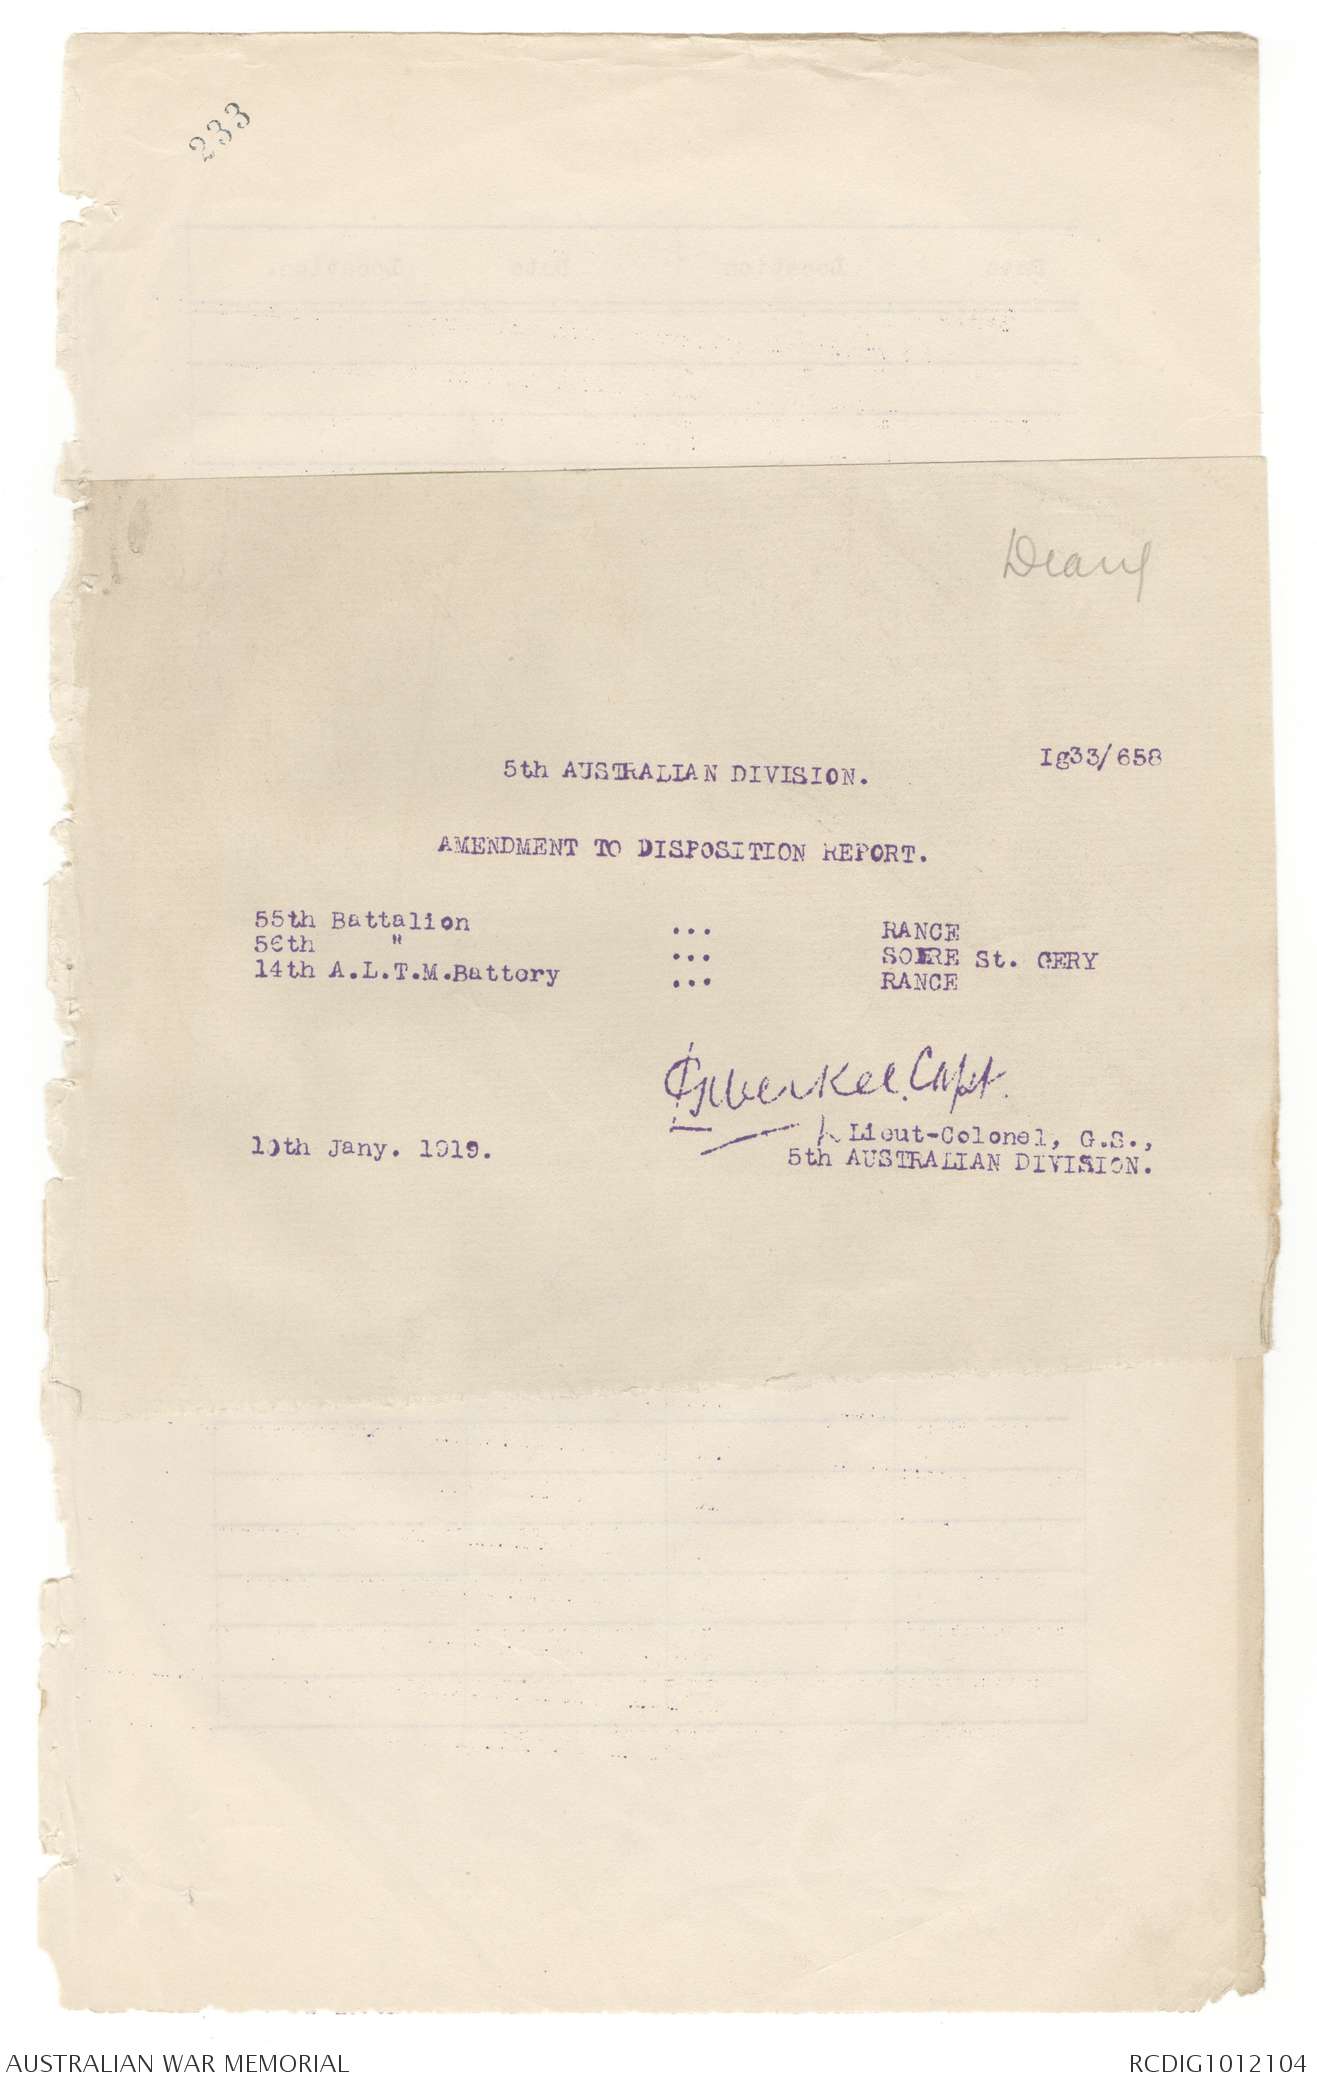 233
Diary
Ig33/658
5th AUSTRALIAN DIVISION.
AMENDMENT TO DISPOSITION REPORT.
55th Battalion ... RANCE
56th " ... SOLRE St. GERY
14th A.L.T.M.Battery ... RANCE
Capt.
Lieut-Colonel, G.S.,
10th Jany. 1919.
5th AUSTRALIAN DIVISION.
AUSTRALIAN WAR MEMORIAL
RCDIG1012104